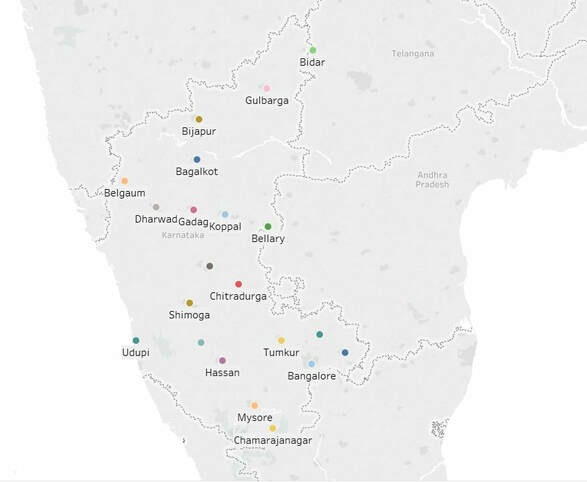 Telangana
Bidar
Gulbarga
Bijapur
Bagalkot
Andhra
Pradesh
Belgaum
Dharwad
Gadag
Koppal
Karnataka
Bellary
Chitradurga
Shimoga
Udupi
Tumkur
Hassan
Bangalore
Mysore
Chamarajanagar